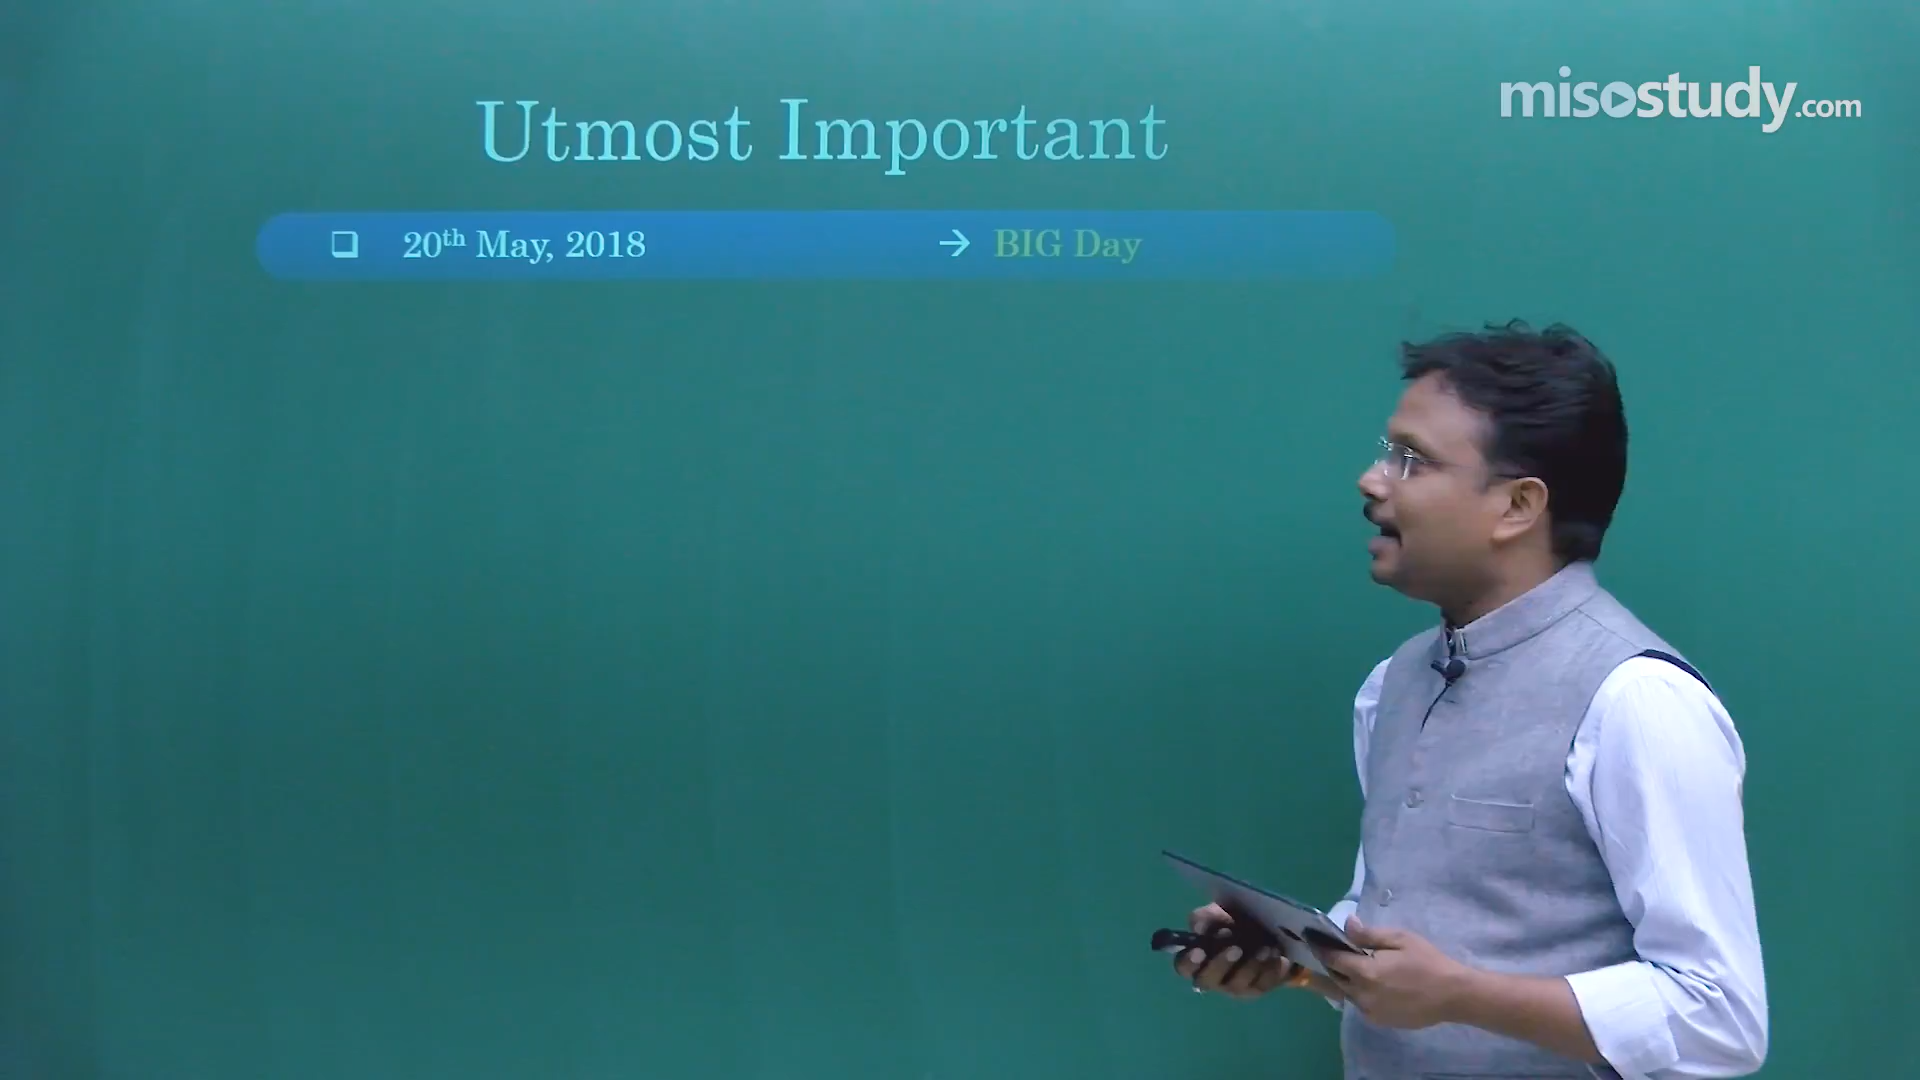 misostudy.com
Utmost Important
❑ 20th May, 2018 → BIG Day